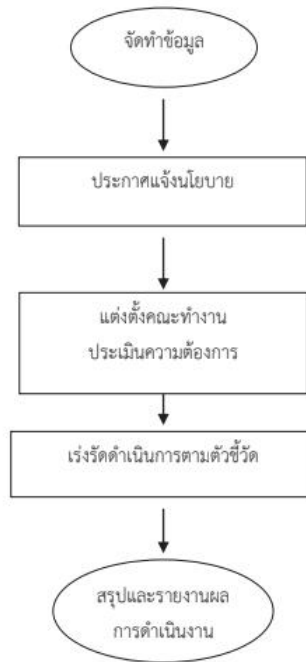 จัดทำข้อมูล
ประกาศแจ้งนโยบาย
แต่งตั้งคณะทำงาน
ประเมินความต้องการ
เร่งรัดดำเนินการตามตัวชี้วัด
สรุปและรายงานผล
การดำเนินงาน